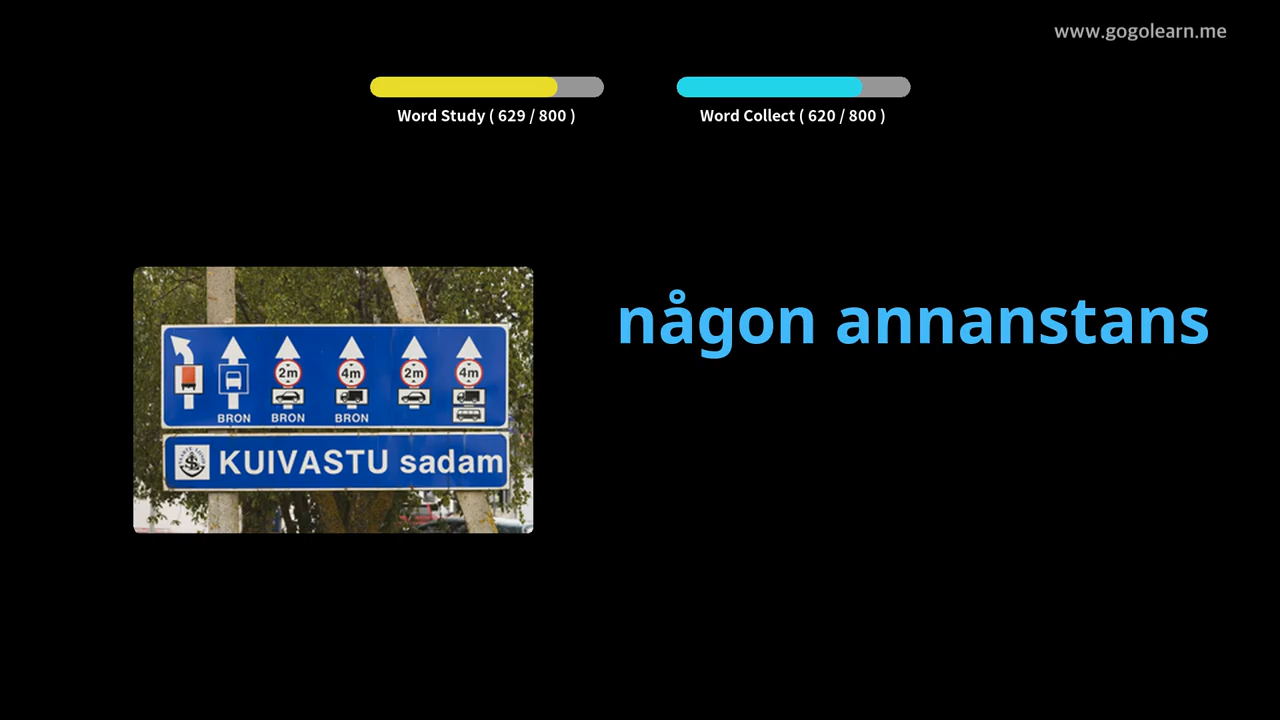 www.gogolearn.me
Word Study ( 629 / 800 )
Word Collect ( 620 / 800 )
någon annanstans
2m
4m
2m
4m
BRON
BRON
BRON
KUIVASTU sadam